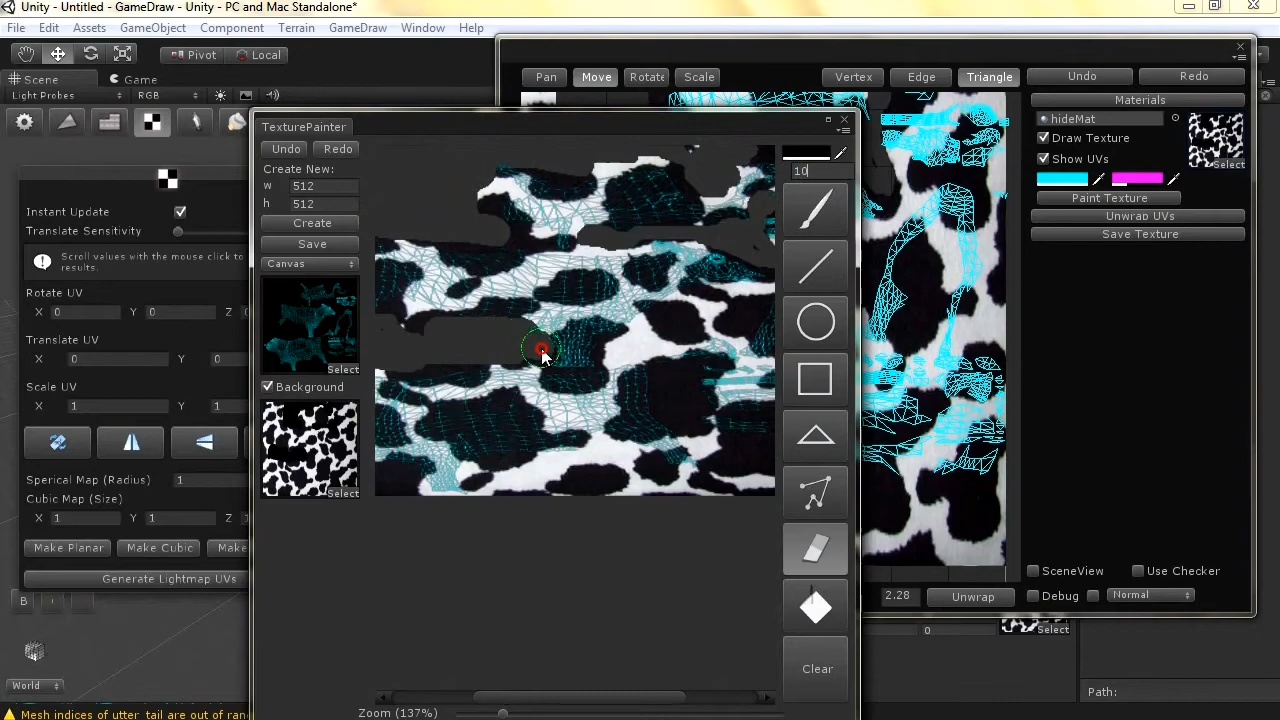 Unity - Untitled - GameDraw - Unity - PC and Mac Standalone*
File Edit Assets GameObject Component Terrain GameDraw Window Help
Pivot Local
Scene Game
Light Probes RGB
Pan Move Rotate Scale Vertex Edge Triangle Undo Redo
Materials
hideMat
Draw Texture
Show UVs
Select
Paint Texture
Unwrap UVs
Save Texture
TexturePainter
Undo Redo
Create New:
w 512
h 512
Create
Save
Canvas
Select
Background
Select
10
Clear
Zoom (137%)
Instant Update
Translate Sensitivity
Scroll values with the mouse click to
results.
Rotate UV
X 0 Y 0 Z
Translate UV
X 0 Y 0
Scale UV
X 1 Y 1
Sperical Map (Radius) 1
Cubic Map (Size)
X 1 Y 1 Z 1
Make Planar Make Cubic Make
Generate Lightmap UVs
B
World
Mesh indices of utter_tail are out of ran
SceneView Use Checker
2.28 Unwrap Debug Normal
0 Select
Path: